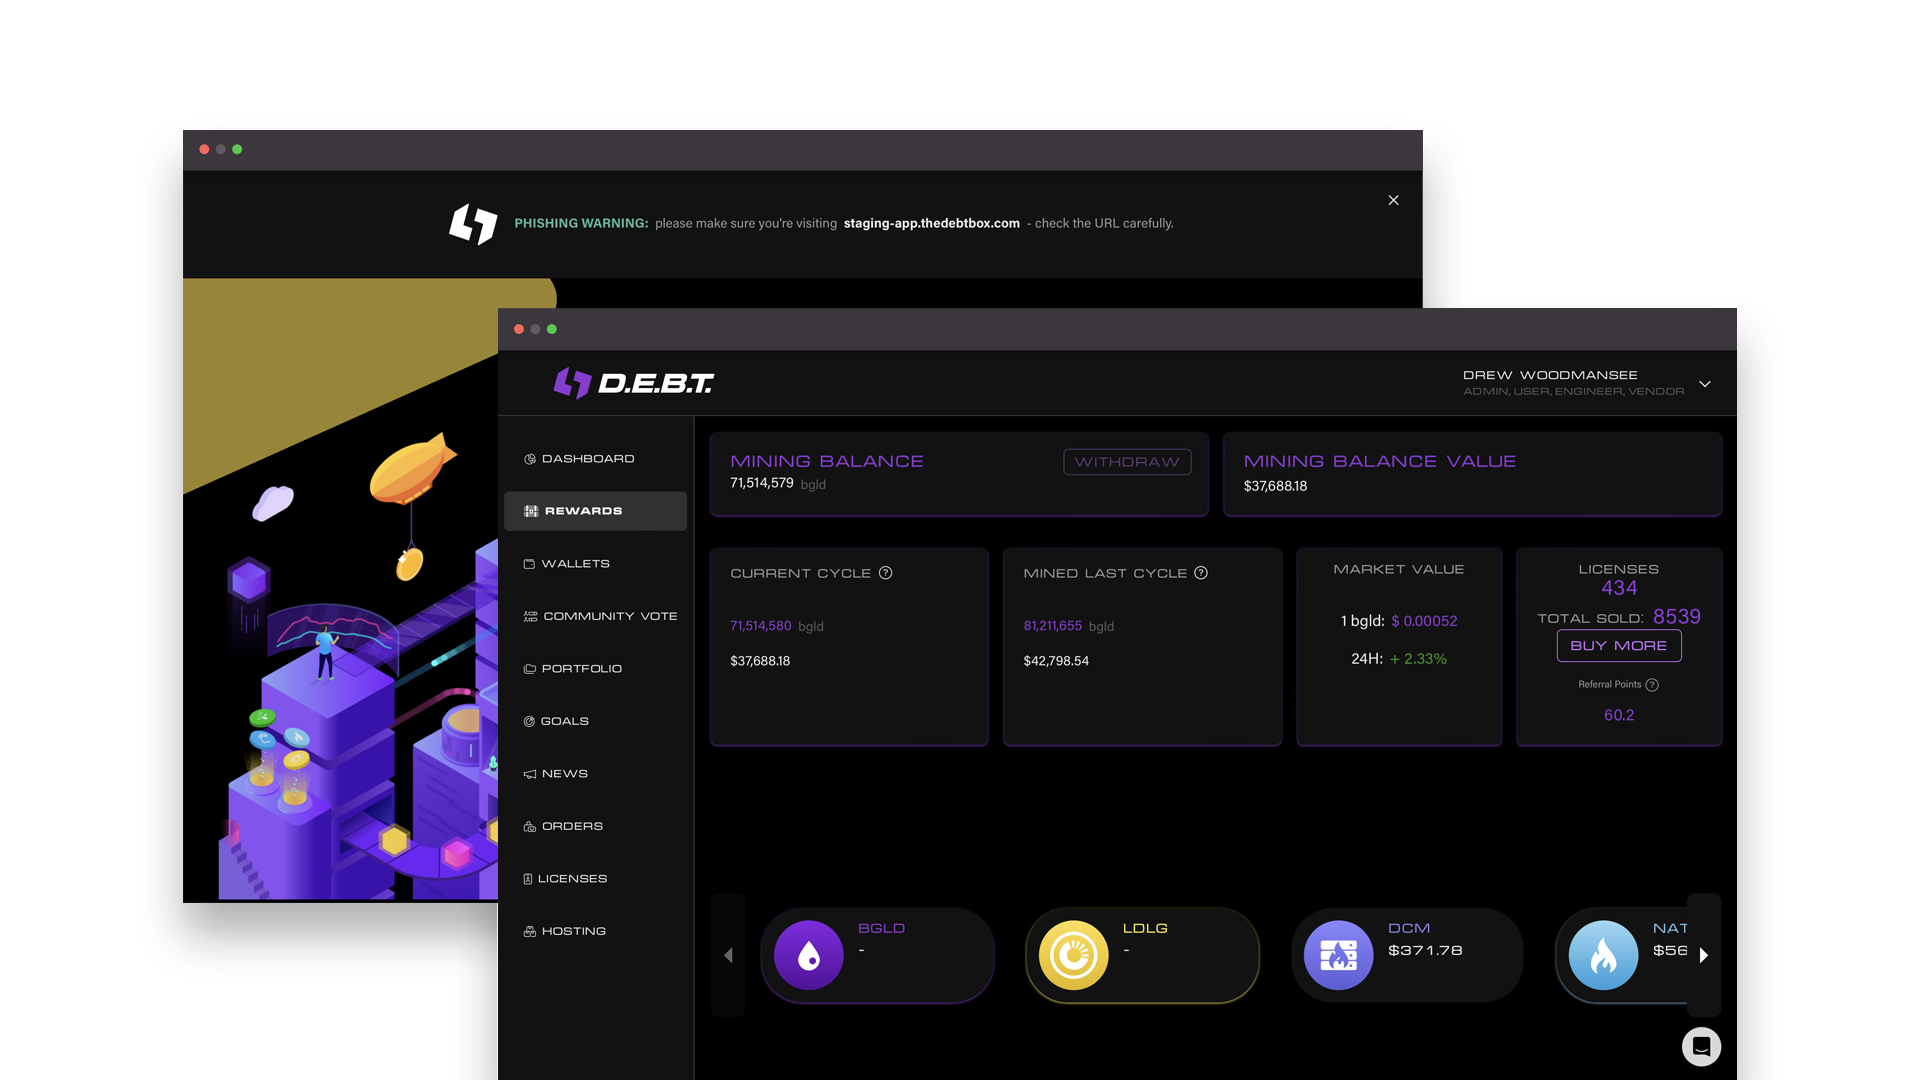 PHISHING WARNING: please make sure you're visiting staging-app.thedebtbox.com - check the URL carefully.
D.E.B.T.
DREW WOODMANSEE
ADMIN, USER, ENGINEER, VENDOR
DASHBOARD
REWARDS
WALLETS
COMMUNITY VOTE
PORTFOLIO
GOALS
NEWS
ORDERS
LICENSES
HOSTING
MINING BALANCE
WITHDRAW
71,514,579 bgld
MINING BALANCE VALUE
$37,688.18
CURRENT CYCLE ?
71,514,580 bgld
$37,688.18
MINED LAST CYCLE ?
81,211,655 bgld
$42,798.54
MARKET VALUE
1 bgld: $ 0.00052
24H: + 2.33%
LICENSES
434
TOTAL SOLD: 8539
BUY MORE
Referral Points ?
60.2
BGLD
-
LDLG
-
DCM
$371.78
NAT
$56